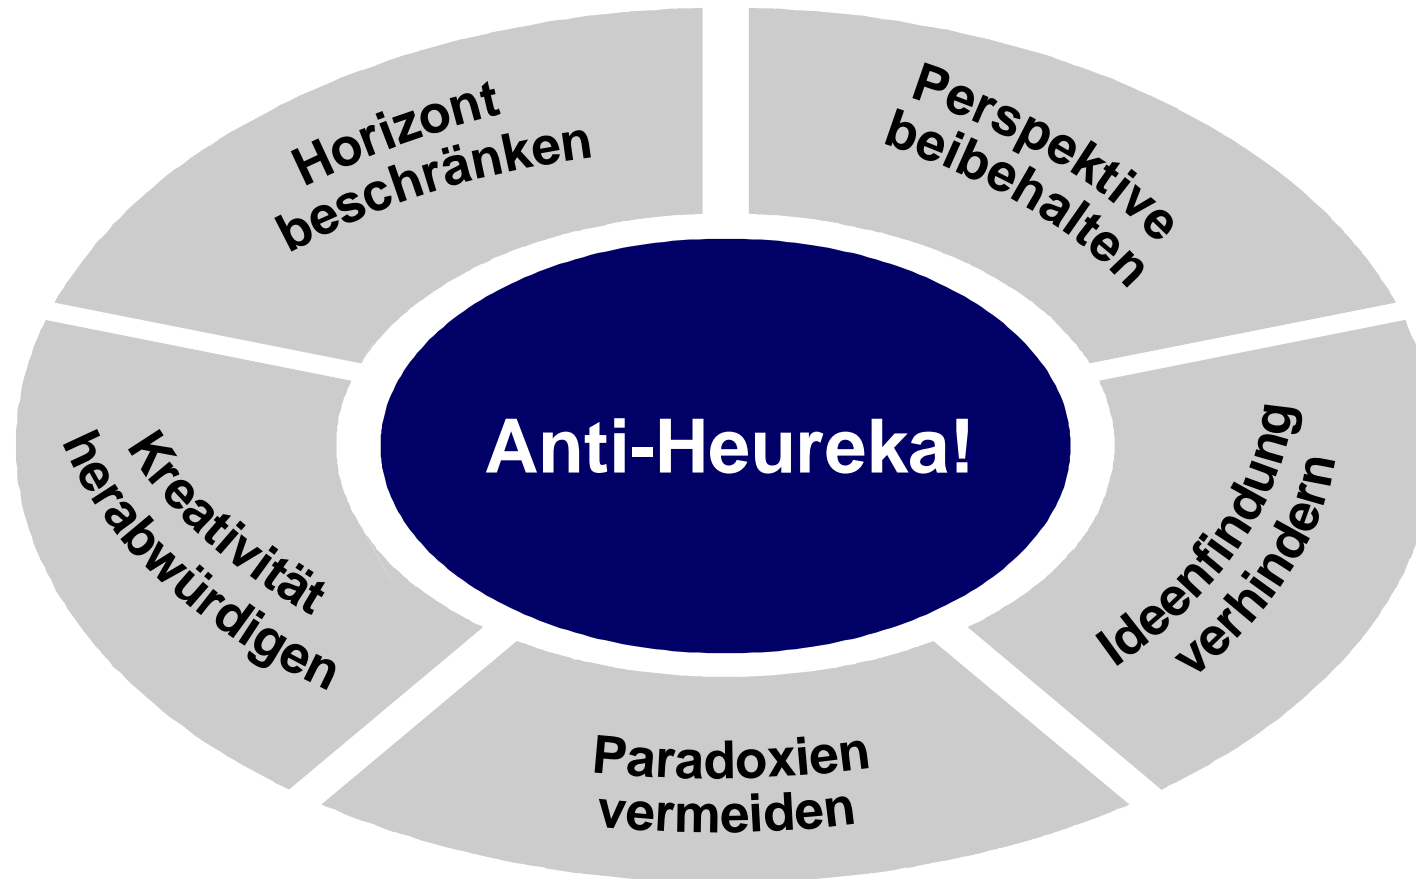 Horizont
beschränken
Perspektive
beibehalten
Anti-Heureka!
Kreativität
herabwürdigen
Ideenfindung
verhindern
Paradoxien
vermeiden